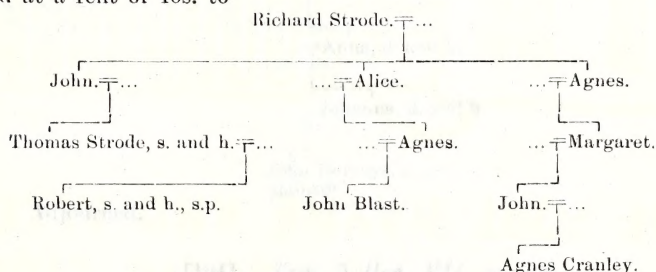 at a rent of 10s. to
Richard Strode.=...
John.=... ...=Alice. ...=Agnes.
Thomas Strode, s. and h.=... ...=Agnes. ...=Margaret.
Robert, s. and h., s.p. John Blast. John.=...
Agnes Cranley.